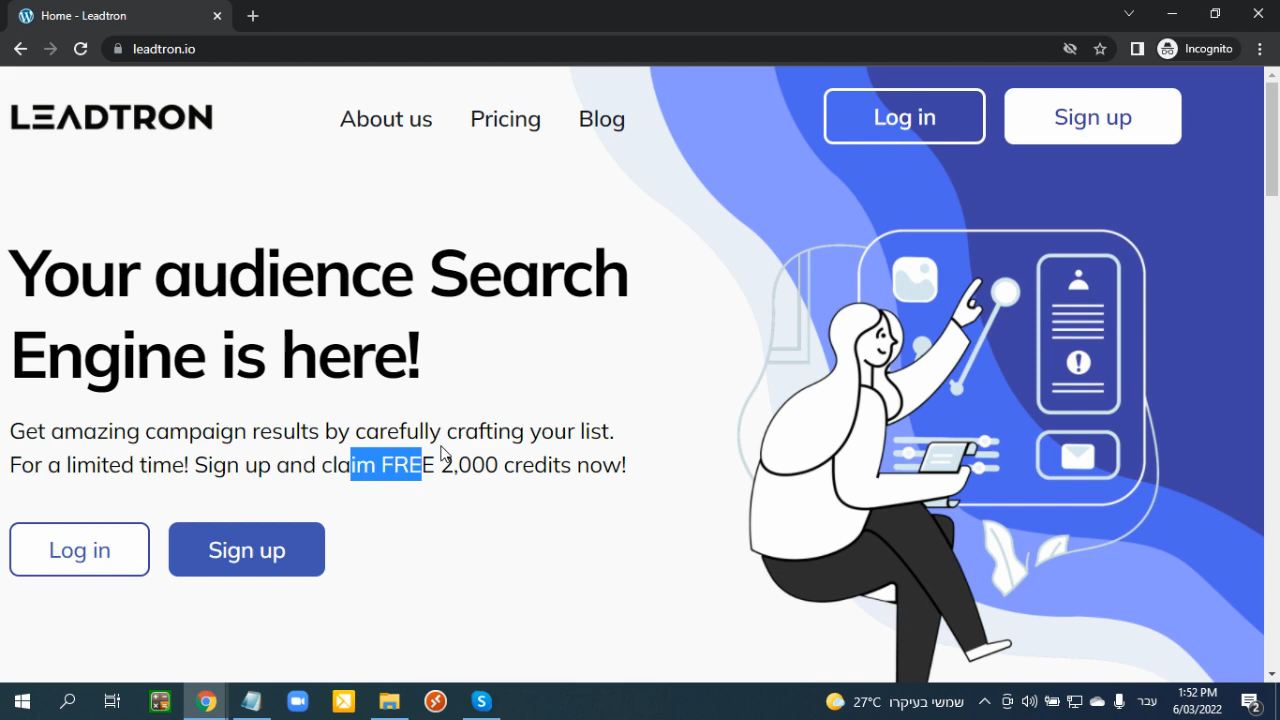 Home - Leadtron
leadtron.io
Incognito
LEADTRON
About us
Pricing
Blog
Log in
Sign up
Your audience Search
Engine is here!
Get amazing campaign results by carefully crafting your list.
For a limited time! Sign up and claim FREE 2,000 credits now!
Log in
Sign up
27°C שמשי בעיקרו
עבר
1:52 PM
6/03/2022
2